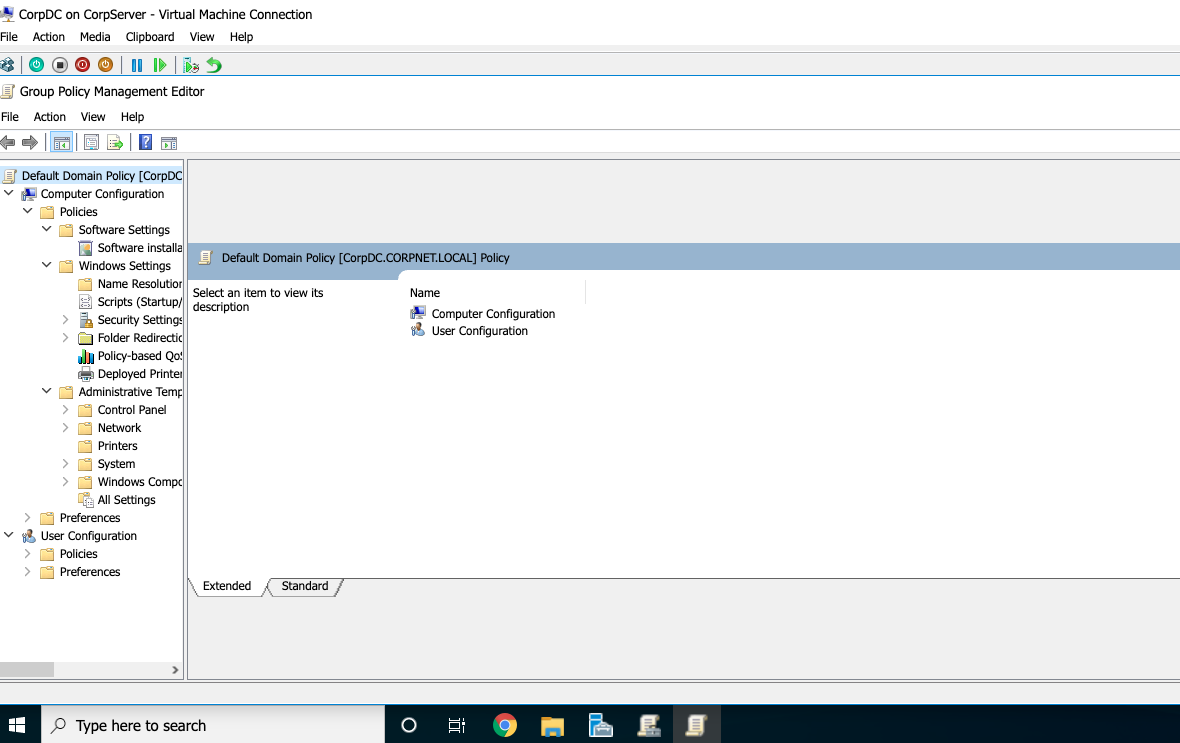 CorpDC on CorpServer - Virtual Machine Connection
File Action Media Clipboard View Help
Group Policy Management Editor
File Action View Help
Default Domain Policy [CorpDC
Computer Configuration
Policies
Software Settings
Software installa
Windows Settings
Name Resolution
Scripts (Startup/
Security Settings
Folder Redirectio
Policy-based QoS
Deployed Printer
Administrative Temp
Control Panel
Network
Printers
System
Windows Compo
All Settings
Preferences
User Configuration
Policies
Preferences
Default Domain Policy [CorpDC.CORPNET.LOCAL] Policy
Select an item to view its
description
Name
Computer Configuration
User Configuration
Extended Standard
Type here to search